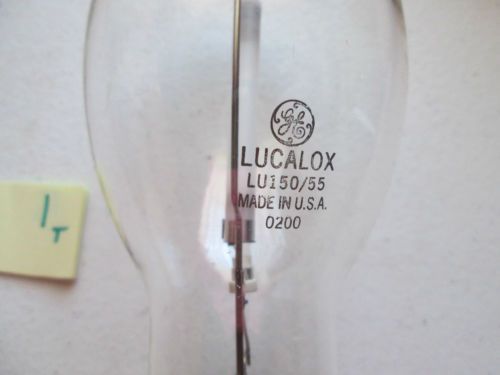 GE
LUCALOX
LU150/55
MADE IN U.S.A.
0200
1T